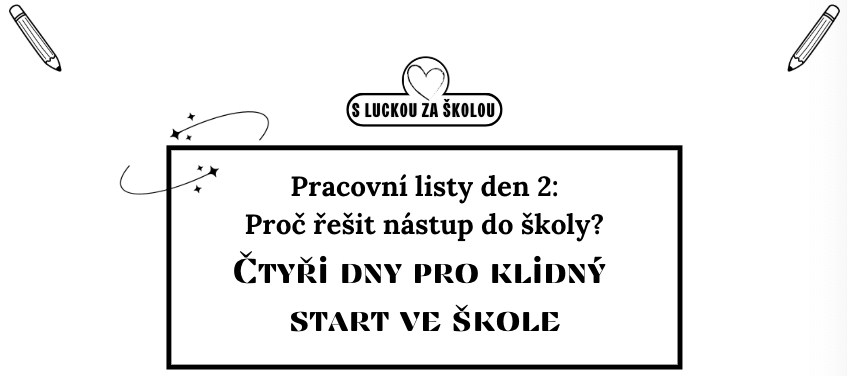 S LUCKOU ZA ŠKOLOU
Pracovní listy den 2:
Proč řešit nástup do školy?
ČTYŘI DNY PRO KLIDNÝ
START VE ŠKOLE